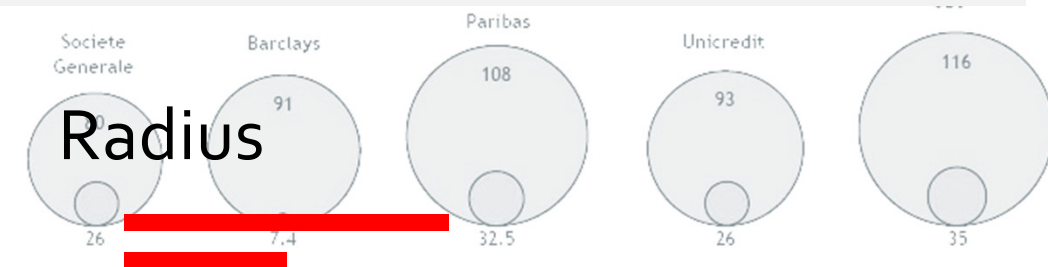 Paribas
Societe
Generale
Barclays
Unicredit
108
116
91
93
Radius
26
7.4
32.5
26
35